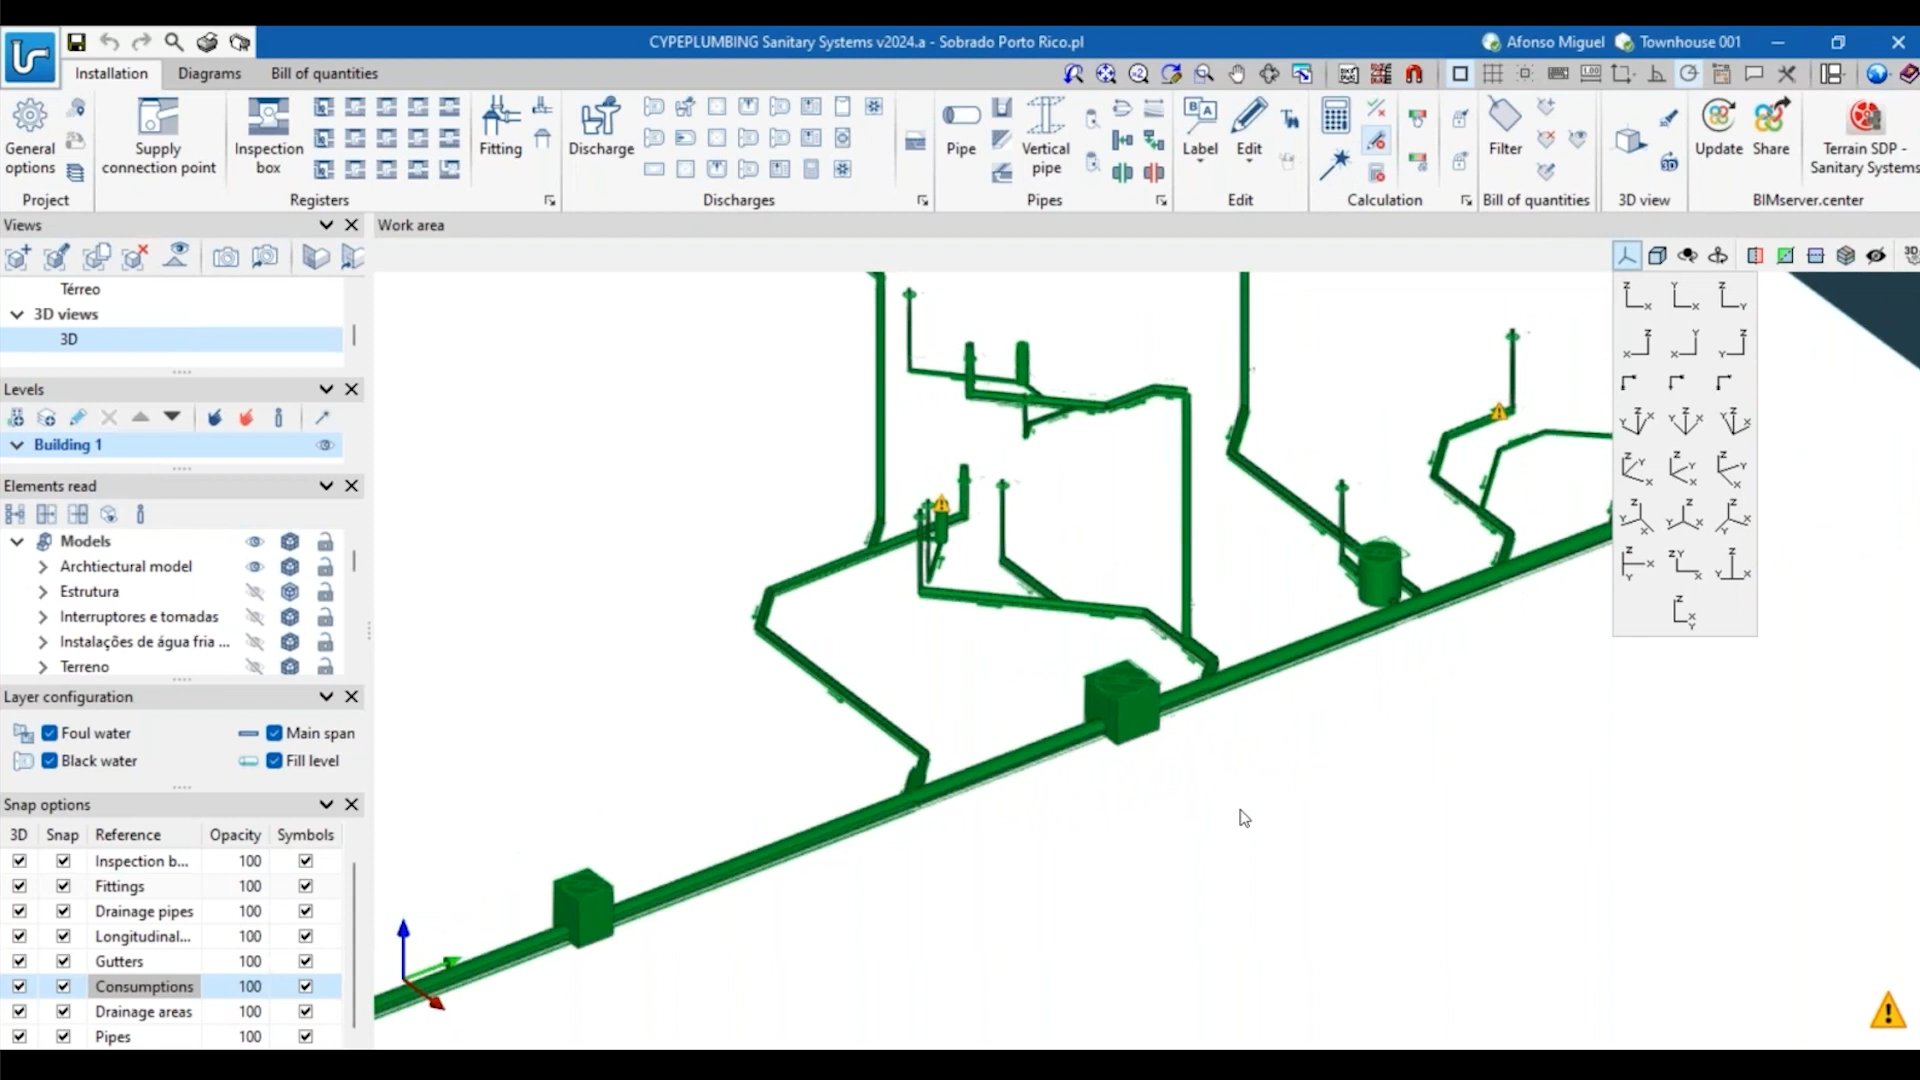 CYPEPLUMBING Sanitary Systems v2024.a - Sobrado Porto Rico.pl
Afonso Miguel
Townhouse 001
Installation
Diagrams
Bill of quantities
General options
Supply connection point
Inspection box
Fitting
Discharge
Pipe
Vertical pipe
Label
Edit
Filter
Update
Share
Terrain SDP - Sanitary Systems
Project
Registers
Discharges
Pipes
Edit
Calculation
Bill of quantities
3D view
BIMserver.center
Views
Work area
Térreo
3D views
3D
Levels
Building 1
Elements read
Models
Archtiectural model
Estrutura
Interruptores e tomadas
Instalações de água fria ...
Terreno
Layer configuration
Foul water
Main span
Black water
Fill level
Snap options
3D Snap Reference Opacity Symbols
Inspection b... 100
Fittings 100
Drainage pipes 100
Longitudinal... 100
Gutters 100
Consumptions 100
Drainage areas 100
Pipes 100